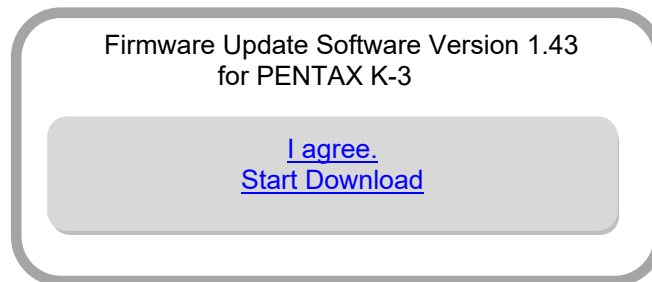 Firmware Update Software Version 1.43
for PENTAX K-3
I agree.
Start Download